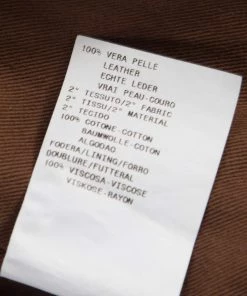 100% VERA PELLE
LEATHER
ECHTE LEDER
VRAI PEAU-COURO
2° TESSUTO/2° FABRIC
2° TISSU/2° MATERIAL
2° TECIDO
100% COTONE-COTTON
BAUMWOLLE-COTON
ALGODAO
FODERA/LINING/FORRO
DOUBLURE/FUTTERAL
100% VISCOSA-VISCOSE
VISKOSE-RAYON